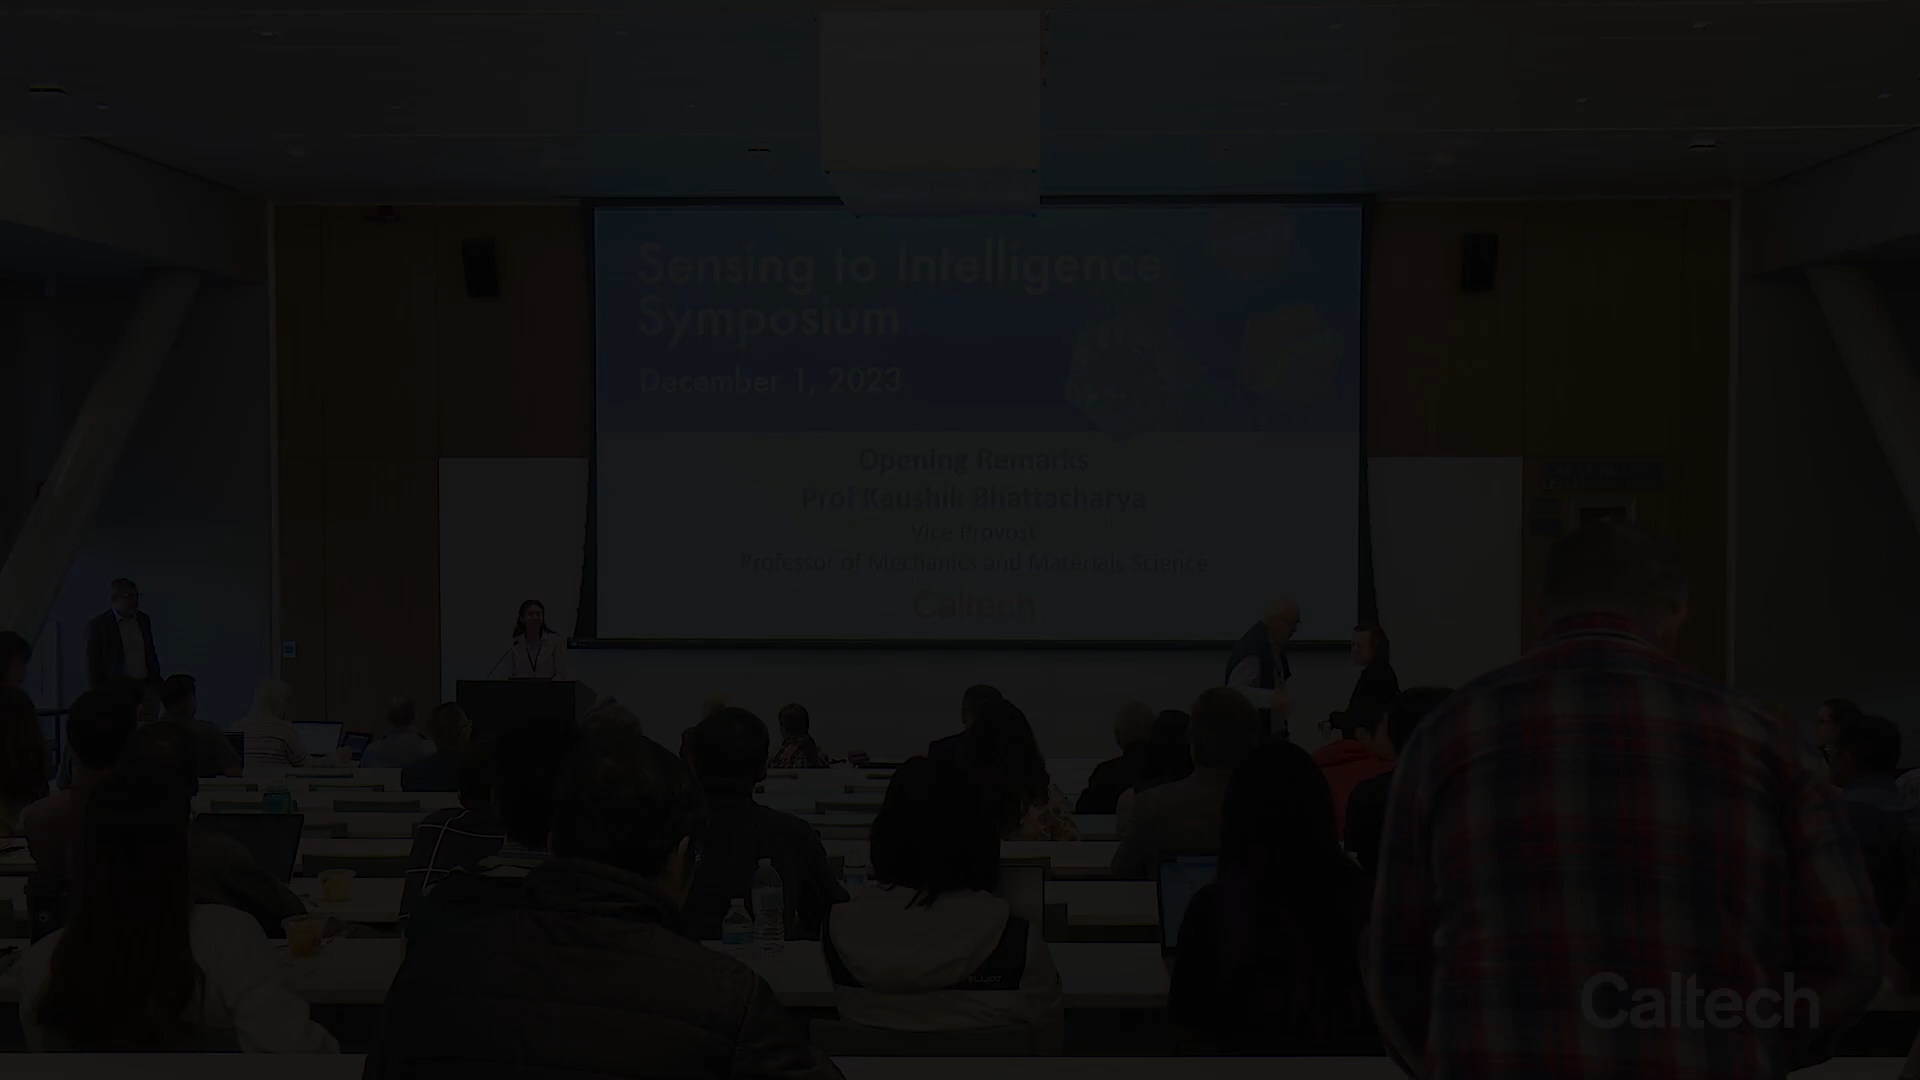 Sensing to Intelligence
Symposium
December 1, 2023
Opening Remarks
Prof Kaushik Bhattacharya
Vice Provost
Professor of Mechanics and Materials Science
Caltech
ELLIOT
Caltech